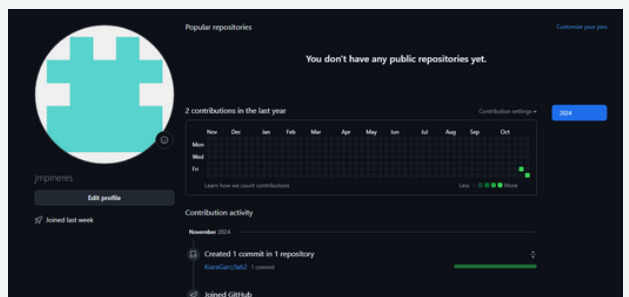 Popular repositories
Customize your pins
You don't have any public repositories yet.
2 contributions in the last year
Contribution settings
2024
Nov Dec Jan Feb Mar Apr May Jun Jul Aug Sep Oct
Mon
Wed
Fri
Learn how we count contributions
Less More
jmpineres
Edit profile
Joined last week
Contribution activity
November 2024
Created 1 commit in 1 repository
KiaraGarc/lab2 1 commit
Joined GitHub